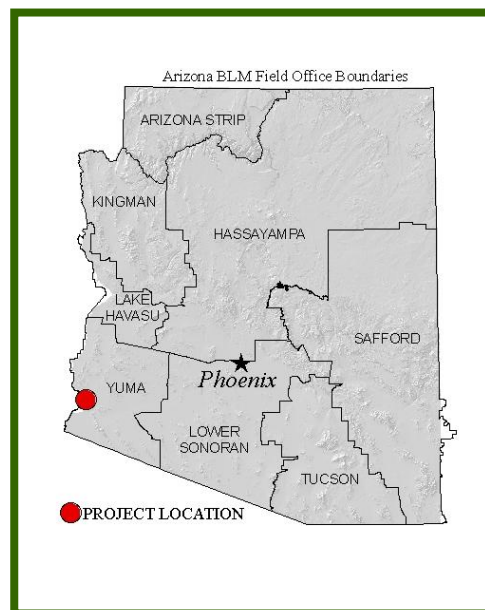 Arizona BLM Field Office Boundaries
ARIZONA STRIP
KINGMAN
HASSAYAMPA
LAKE
HAVASU
SAFFORD
Phoenix
YUMA
LOWER
SONORAN
TUCSON
PROJECT LOCATION